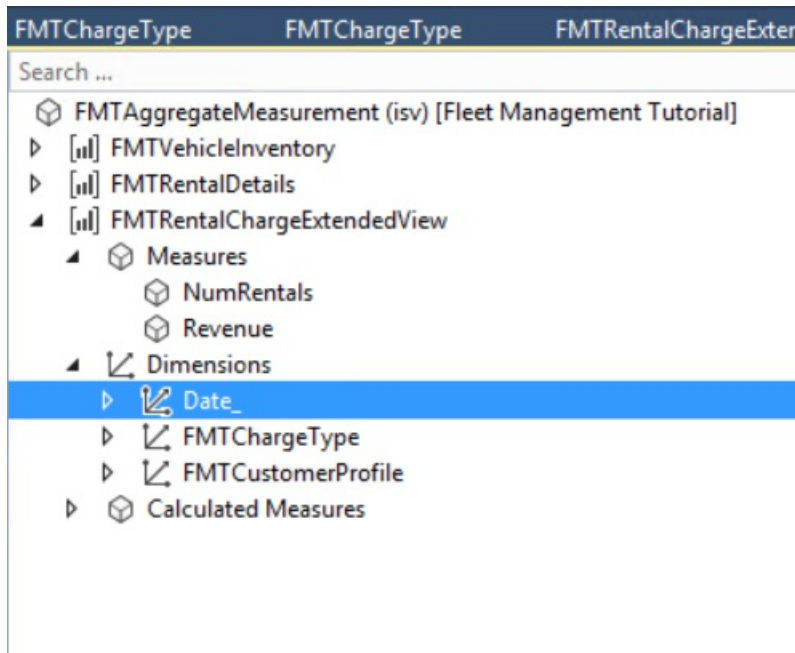 FMTChargeType FMTChargeType FMTRentalChargeExter
Search ...
FMTAggregateMeasurement (isv) [Fleet Management Tutorial]
FMTVehicleInventory
FMTRentalDetails
FMTRentalChargeExtendedView
Measures
NumRentals
Revenue
Dimensions
Date_
FMTChargeType
FMTCustomerProfile
Calculated Measures